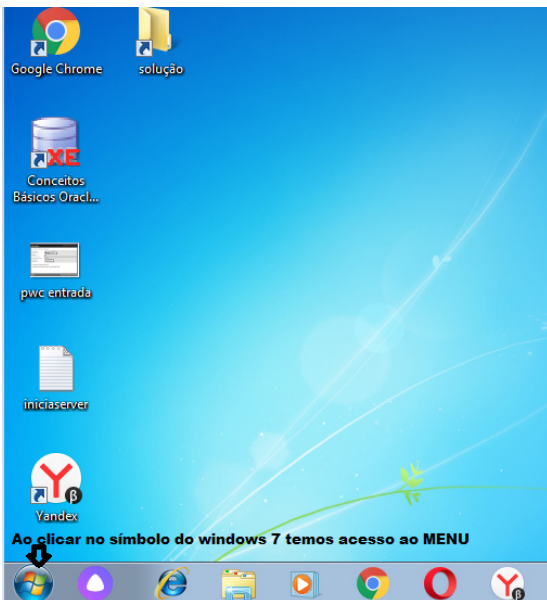 Google Chrome
solução
XE
Conceitos
Básicos Oracl...
pwc entrada
iniciaserver
Y
β
Yandex
Ao clicar no símbolo do windows 7 temos acesso ao MENU
β